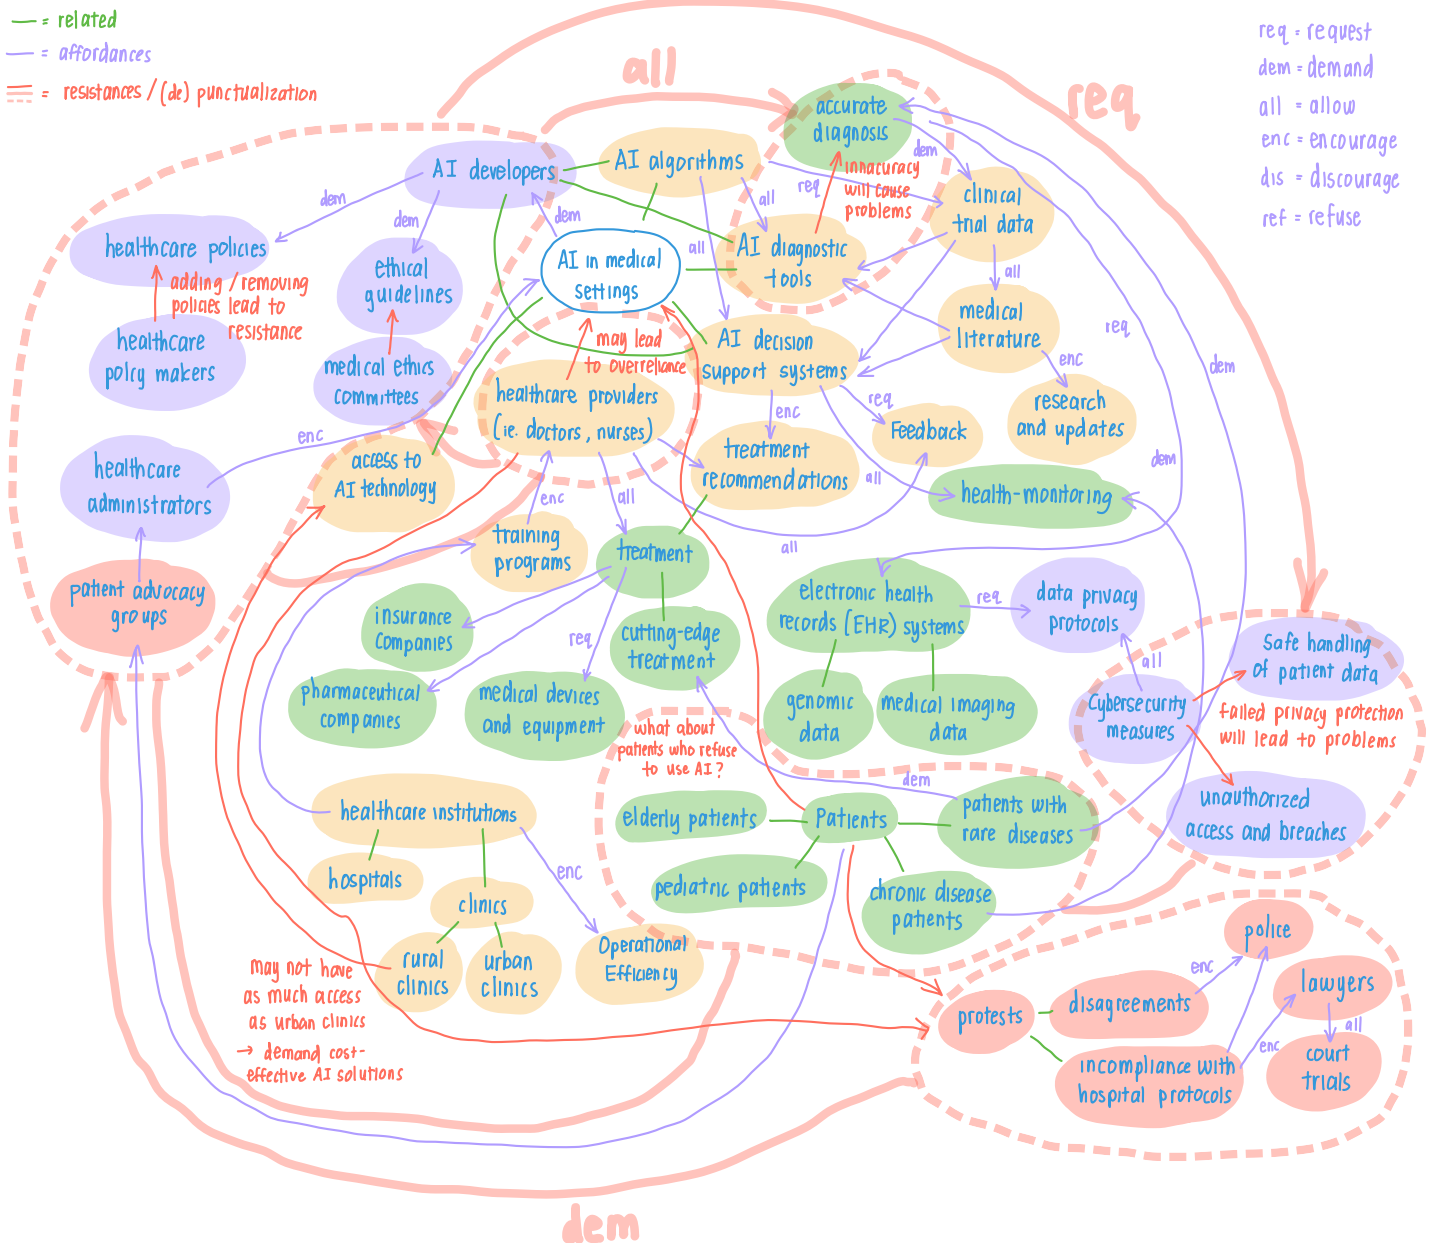 = related
= affordances
= resistances / (de) punctualization
req = request
dem = demand
all = allow
enc = encourage
dis = discourage
ref = refuse
all
req
accurate
diagnosis
AI algorithms
AI developers
dem
innacuracy
will cause
problems
req
clinical
trial data
dem
dem
dem
all
healthcare policies
ethical
guidelines
AI in medical
settings
all
AI diagnostic
tools
all
adding / removing
policies lead to
resistance
medical
literature
req
healthcare
policy makers
may lead
to overreliance
AI decision
support systems
enc
dem
medical ethics
committees
healthcare providers
(ie. doctors, nurses)
enc
req
research
and updates
Feedback
enc
healthcare
administrators
access to
AI technology
treatment
recommendations
all
dem
health-monitoring
enc
all
training
programs
treatment
all
patient advocacy
groups
insurance
companies
req
cutting-edge
treatment
electronic health
records (EHR) systems
req
data privacy
protocols
all
safe handling
of patient data
pharmaceutical
companies
medical devices
and equipment
genomic
data
medical imaging
data
Cybersecurity
measures
failed privacy protection
will lead to problems
what about
patients who refuse
to use AI?
dem
unauthorized
access and breaches
healthcare institutions
elderly patients
Patients
patients with
rare diseases
hospitals
enc
pediatric patients
chronic disease
patients
clinics
rural
clinics
urban
clinics
Operational
Efficiency
police
enc
lawyers
may not have
as much access
as urban clinics
→ demand cost-
effective AI solutions
protests
disagreements
all
enc
court
trials
incompliance with
hospital protocols
dem